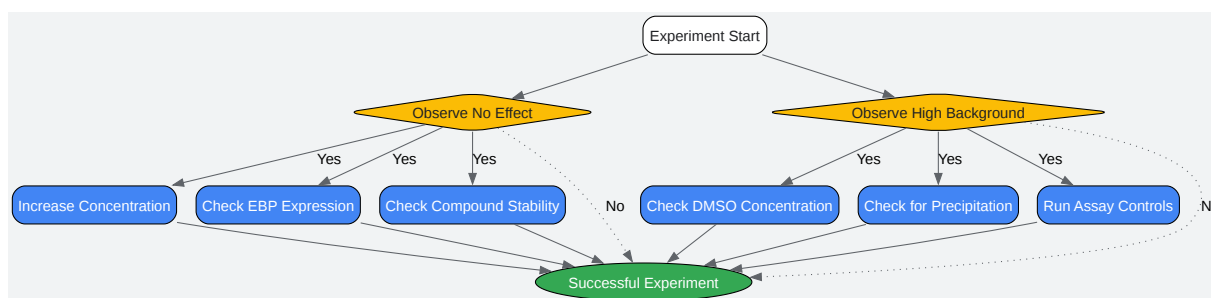 Experiment Start
Observe No Effect
Observe High Background
Yes
Yes
Yes
Yes
Yes
Yes
Increase Concentration
Check EBP Expression
Check Compound Stability
Check DMSO Concentration
Check for Precipitation
Run Assay Controls
No
N
Successful Experiment